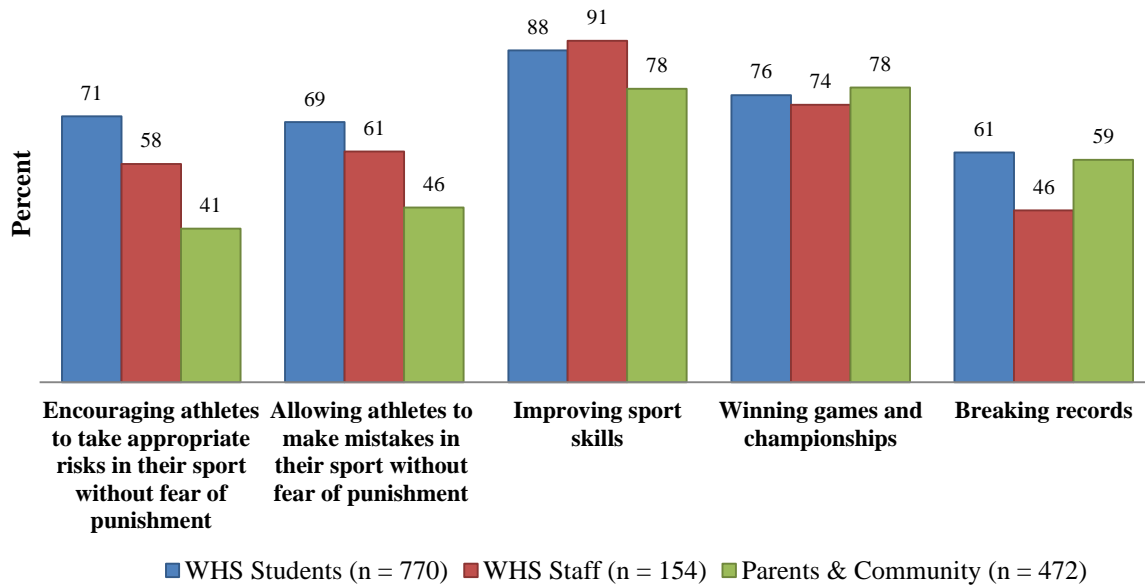 88
91
78
76
74
78
71
58
41
69
61
46
61
46
59
Percent
Encouraging athletes
to take appropriate
risks in their sport
without fear of
punishment
Allowing athletes to
make mistakes in
their sport without
fear of punishment
Improving sport
skills
Winning games and
championships
Breaking records
WHS Students (n = 770) WHS Staff (n = 154) Parents & Community (n = 472)